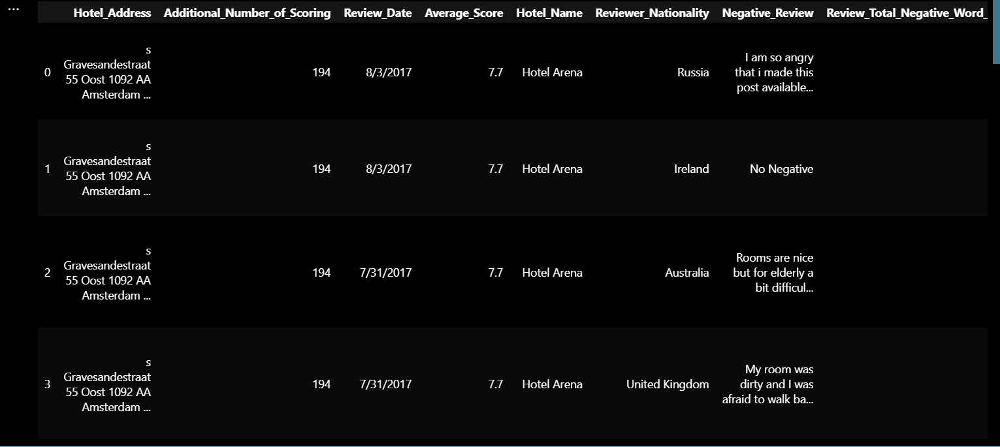 Hotel_Address Additional_Number_of_Scoring Review_Date Average_Score Hotel_Name Reviewer_Nationality Negative_Review Review_Total_Negative_Word_
s
Gravesandestraat
55 Oost 1092 AA
Amsterdam ...
0 194 8/3/2017 7.7 Hotel Arena Russia
I am so angry
that i made this
post available...
s
Gravesandestraat
55 Oost 1092 AA
Amsterdam ...
1 194 8/3/2017 7.7 Hotel Arena Ireland No Negative
s
Gravesandestraat
55 Oost 1092 AA
Amsterdam ...
2 194 7/31/2017 7.7 Hotel Arena Australia
Rooms are nice
but for elderly a
bit difficul...
s
Gravesandestraat
55 Oost 1092 AA
Amsterdam ...
3 194 7/31/2017 7.7 Hotel Arena United Kingdom
My room was
dirty and I was
afraid to walk ba...